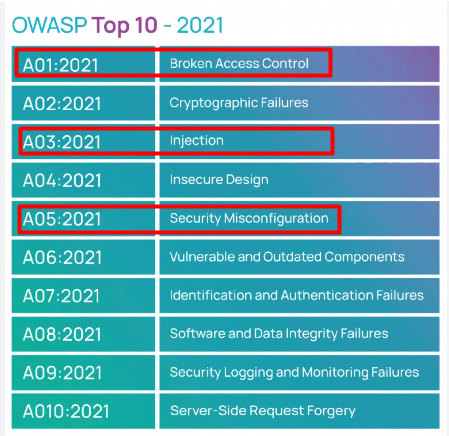 OWASP Top 10 - 2021
A01:2021 Broken Access Control
A02:2021 Cryptographic Failures
A03:2021 Injection
A04:2021 Insecure Design
A05:2021 Security Misconfiguration
A06:2021 Vulnerable and Outdated Components
A07:2021 Identification and Authentication Failures
A08:2021 Software and Data Integrity Failures
A09:2021 Security Logging and Monitoring Failures
A010:2021 Server-Side Request Forgery